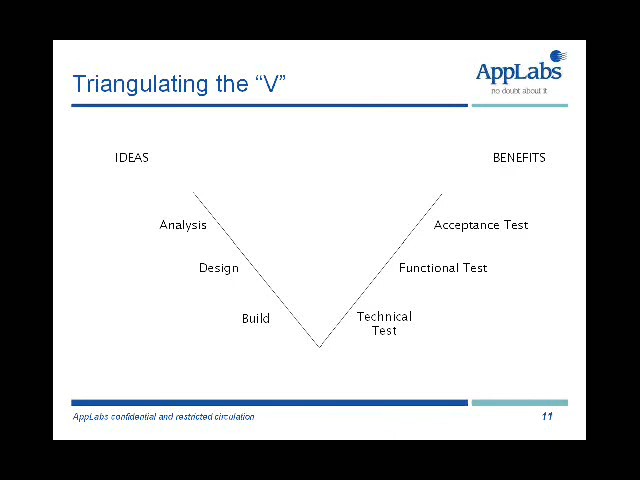 Triangulating the “V”
AppLabs
no doubt about it
IDEAS
BENEFITS
Analysis
Acceptance Test
Design
Functional Test
Build
Technical
Test
AppLabs confidential and restricted circulation
11